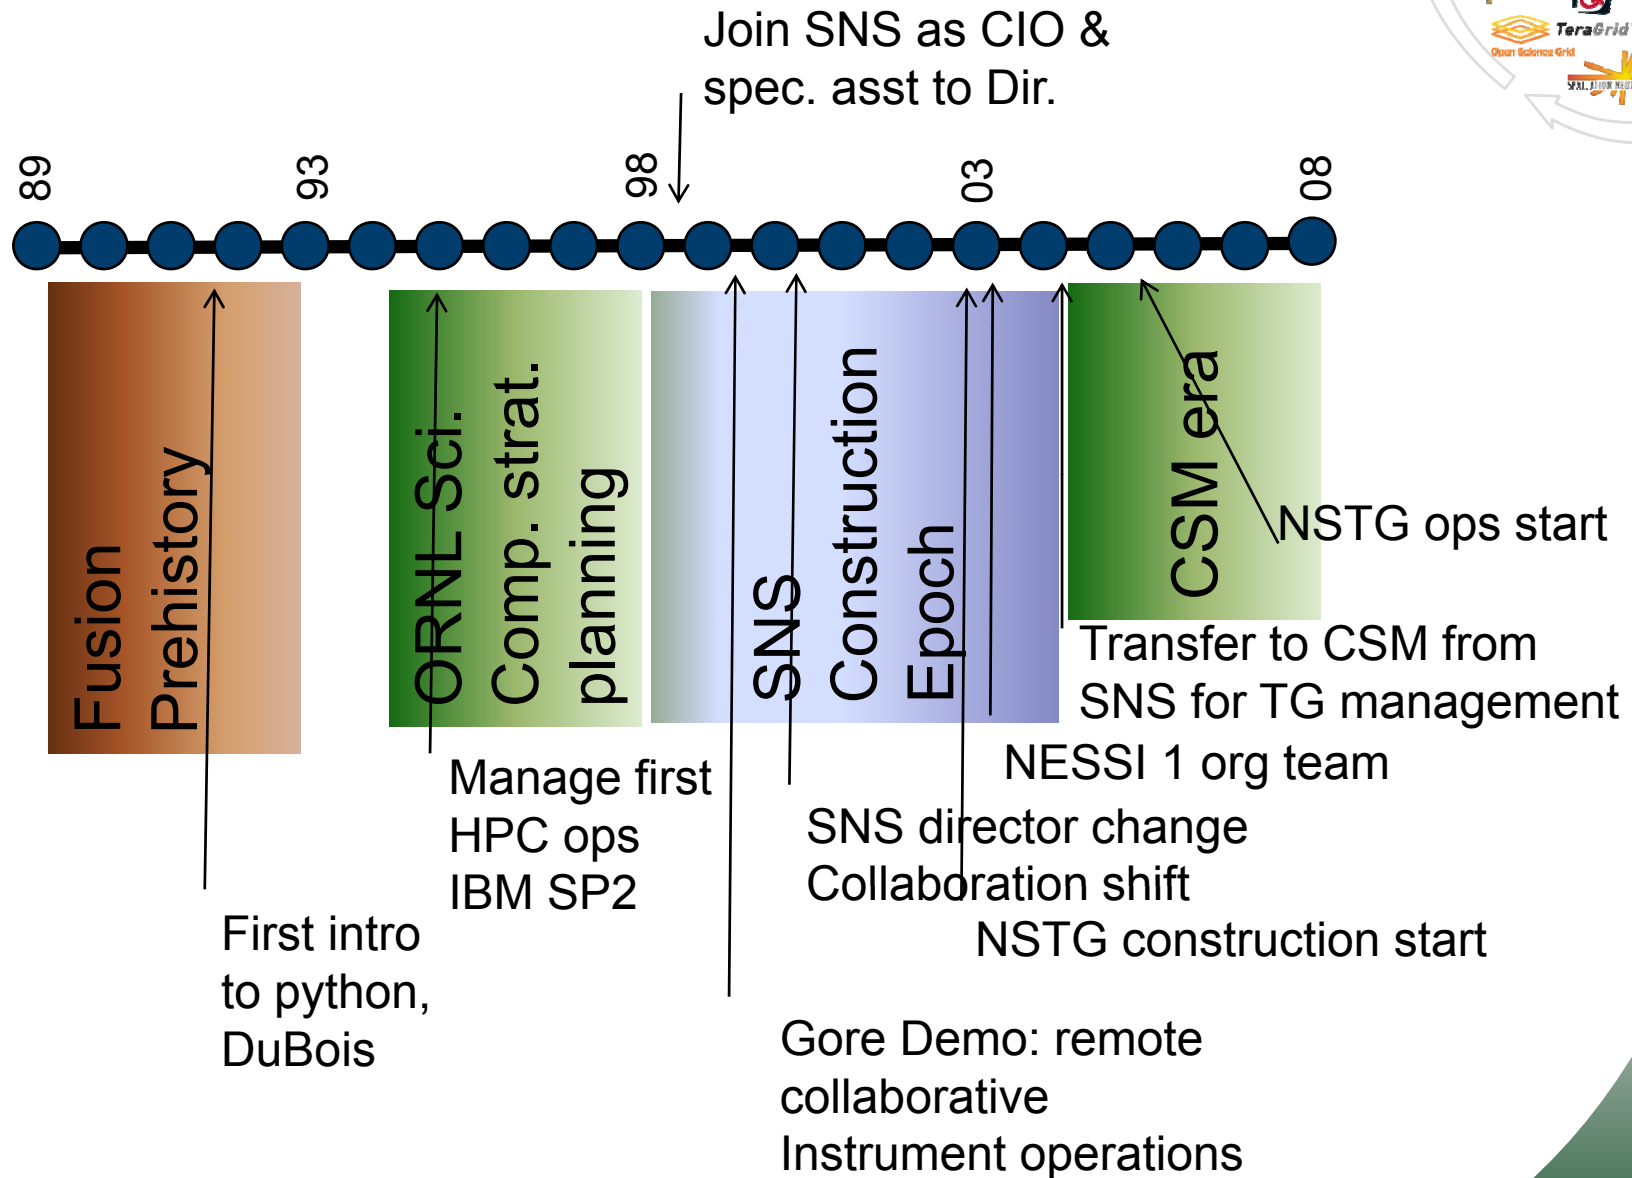 Join SNS as CIO &
spec. asst to Dir.
TeraGrid
Open Science Grid
89
93
98
03
08
Fusion
Prehistory
ORNL Sci.
Comp. strat.
planning
SNS
Construction
Epoch
CSM era
NSTG ops start
Transfer to CSM from
SNS for TG management
NESSI 1 org team
Manage first
HPC ops
IBM SP2
SNS director change
Collaboration shift
NSTG construction start
First intro
to python,
DuBois
Gore Demo: remote
collaborative
Instrument operations